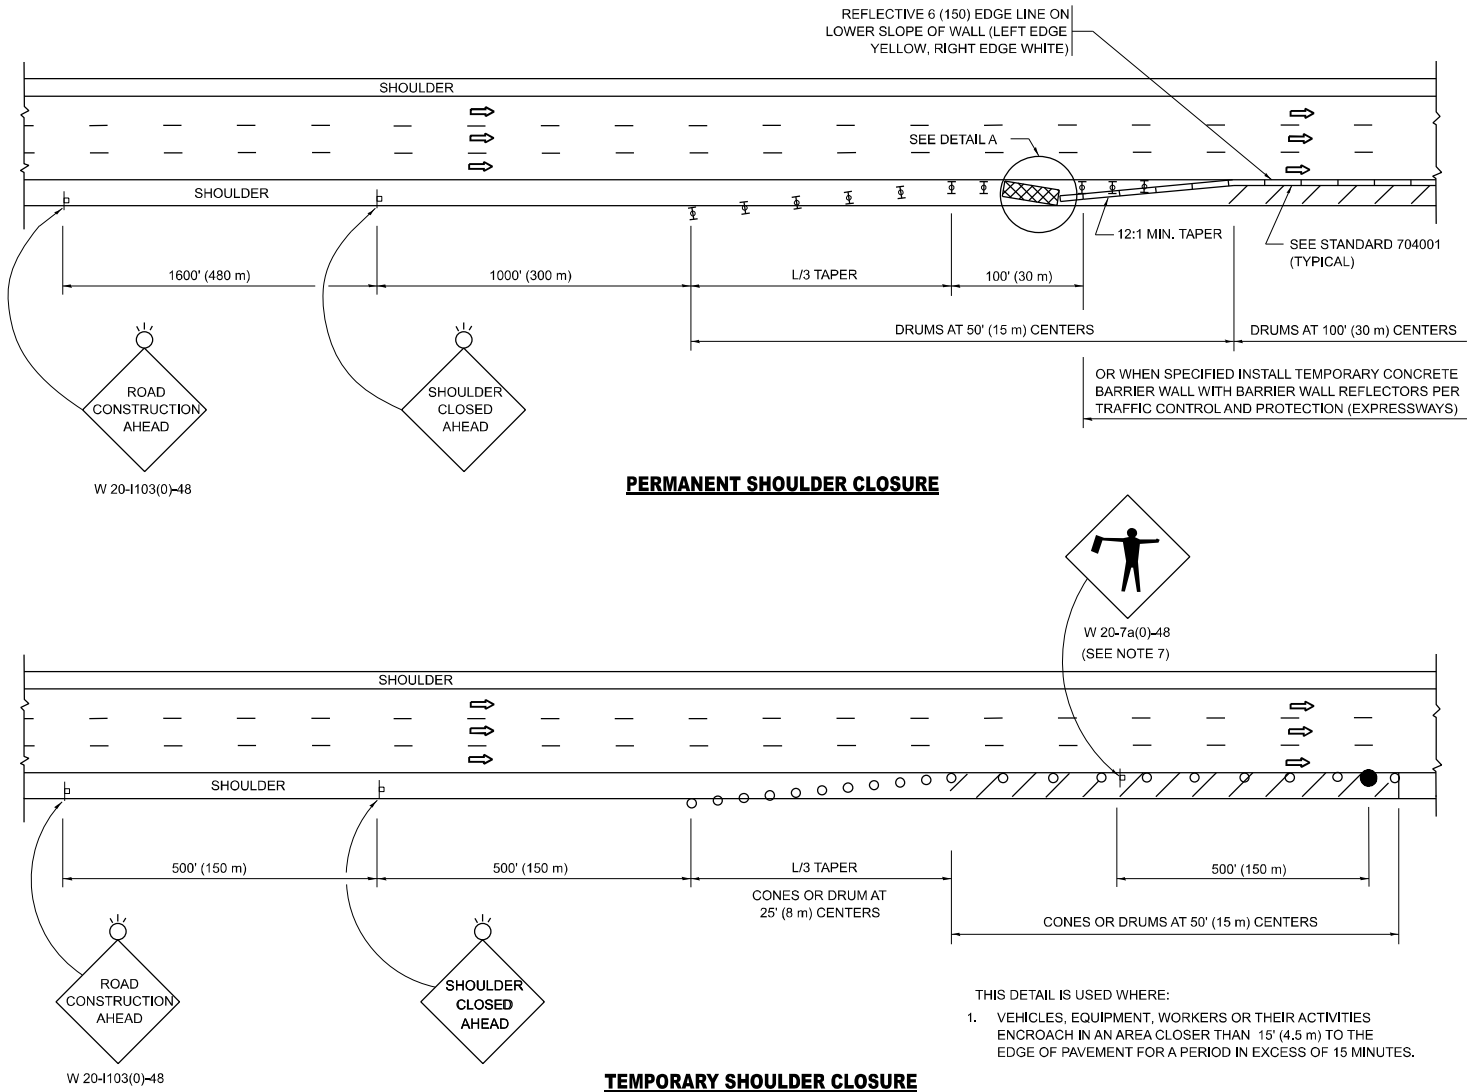 REFLECTIVE 6 (150) EDGE LINE ON
LOWER SLOPE OF WALL (LEFT EDGE
YELLOW, RIGHT EDGE WHITE)
SHOULDER
SEE DETAIL A
SHOULDER
12:1 MIN. TAPER
SEE STANDARD 704001
(TYPICAL)
1600' (480 m)
1000' (300 m)
L/3 TAPER
100' (30 m)
DRUMS AT 50' (15 m) CENTERS
DRUMS AT 100' (30 m) CENTERS
OR WHEN SPECIFIED INSTALL TEMPORARY CONCRETE
BARRIER WALL WITH BARRIER WALL REFLECTORS PER
TRAFFIC CONTROL AND PROTECTION (EXPRESSWAYS)
ROAD
CONSTRUCTION
AHEAD
W 20-I103(0)-48
SHOULDER
CLOSED
AHEAD
PERMANENT SHOULDER CLOSURE
W 20-7a(0)-48
(SEE NOTE 7)
SHOULDER
SHOULDER
500' (150 m)
500' (150 m)
L/3 TAPER
CONES OR DRUM AT
25' (8 m) CENTERS
500' (150 m)
CONES OR DRUMS AT 50' (15 m) CENTERS
ROAD
CONSTRUCTION
AHEAD
W 20-I103(0)-48
SHOULDER
CLOSED
AHEAD
THIS DETAIL IS USED WHERE:
1. VEHICLES, EQUIPMENT, WORKERS OR THEIR ACTIVITIES
ENCROACH IN AN AREA CLOSER THAN 15' (4.5 m) TO THE
EDGE OF PAVEMENT FOR A PERIOD IN EXCESS OF 15 MINUTES.
TEMPORARY SHOULDER CLOSURE